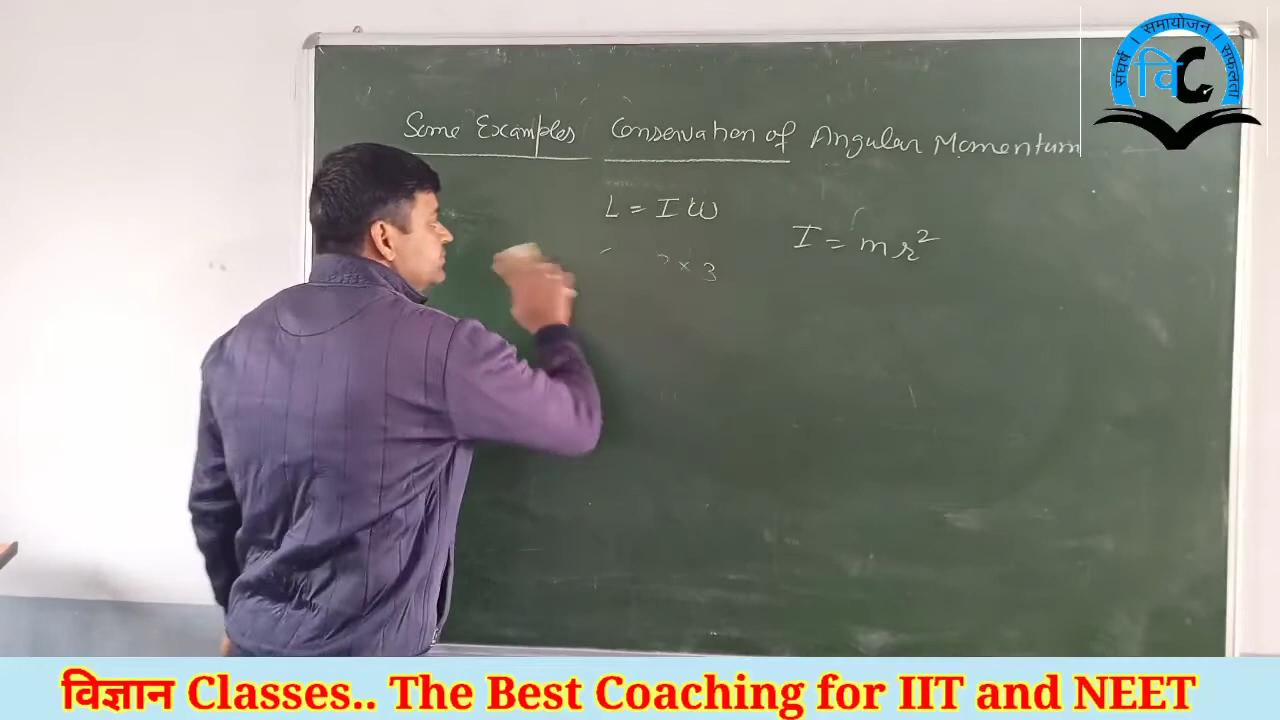 संघर्ष । समायोजन । सफलता
वि C
Some Examples Conservation of Angular Momentum
L = I ω
I = mr²
× 3
विज्ञान Classes.. The Best Coaching for IIT and NEET